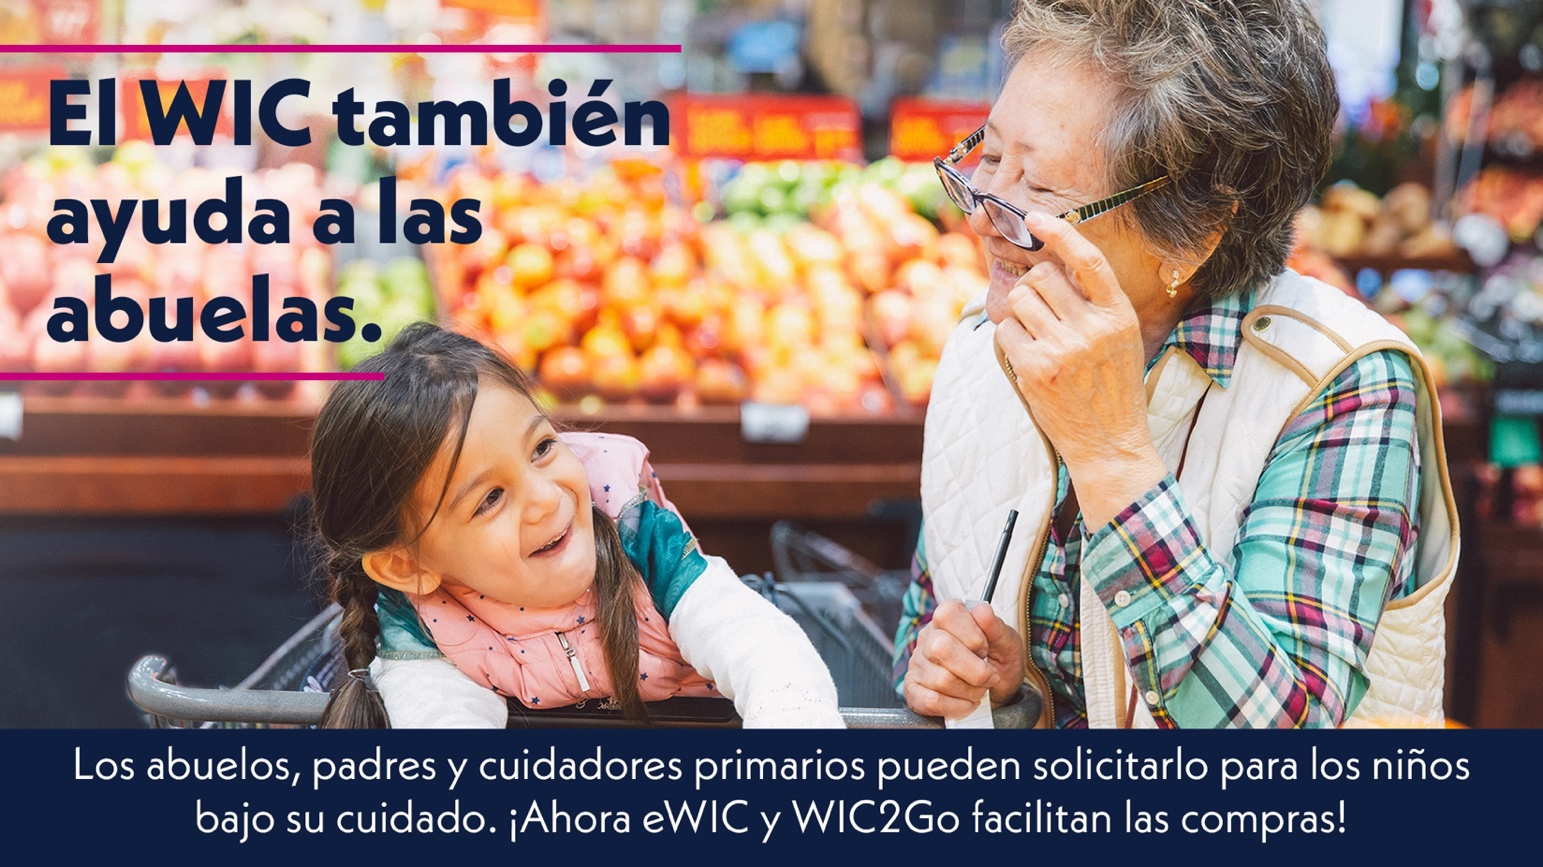 El WIC también
ayuda a las
abuelas.
Los abuelos, padres y cuidadores primarios pueden solicitarlo para los niños
bajo su cuidado. ¡Ahora eWIC y WIC2Go facilitan las compras!